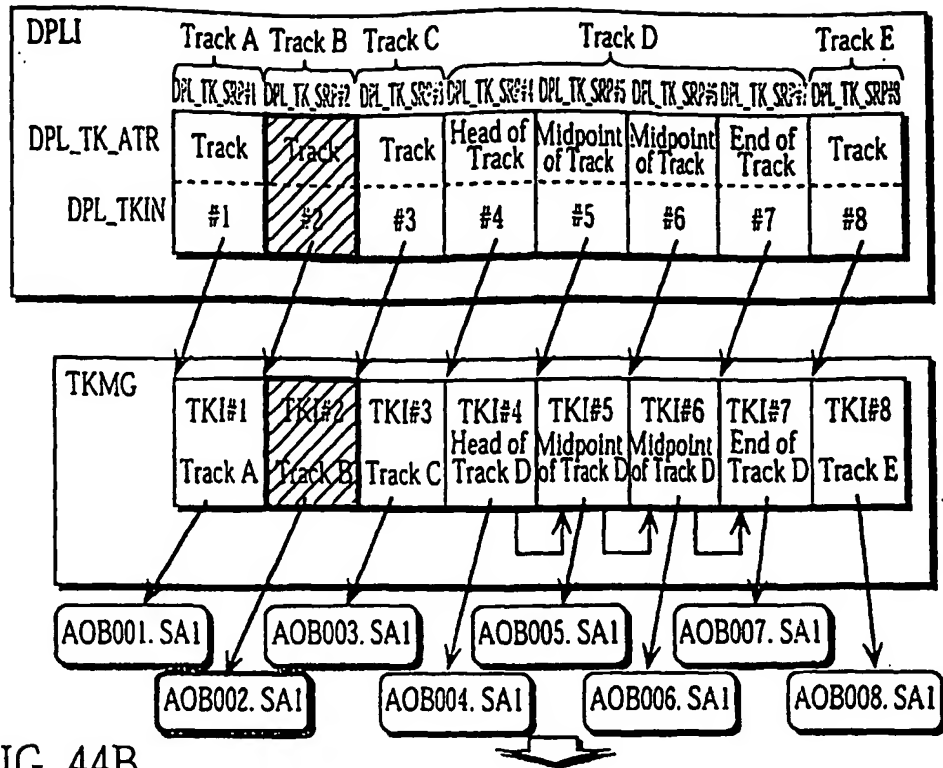 DPLI
Track A Track B Track C Track D Track E
DPL_TK_SRP#1 DPL_TK_SRP#2 DPL_TK_SRP#3 DPL_TK_SRP#4 DPL_TK_SRP#5 DPL_TK_SRP#6 DPL_TK_SRP#7 DPL_TK_SRP#8
DPL_TK_ATR
Track Track Track Head of Track Midpoint of Track Midpoint of Track End of Track Track
DPL_TKIN
#1 #2 #3 #4 #5 #6 #7 #8
TKMG
TKI#1 TKI#2 TKI#3 TKI#4 TKI#5 TKI#6 TKI#7 TKI#8
Track A Track B Track C Head of Track D Midpoint of Track D Midpoint of Track D End of Track D Track E
AOB001. SA1 AOB003. SA1 AOB005. SA1 AOB007. SA1
AOB002. SA1 AOB004. SA1 AOB006. SA1 AOB008. SA1
IG. 44B